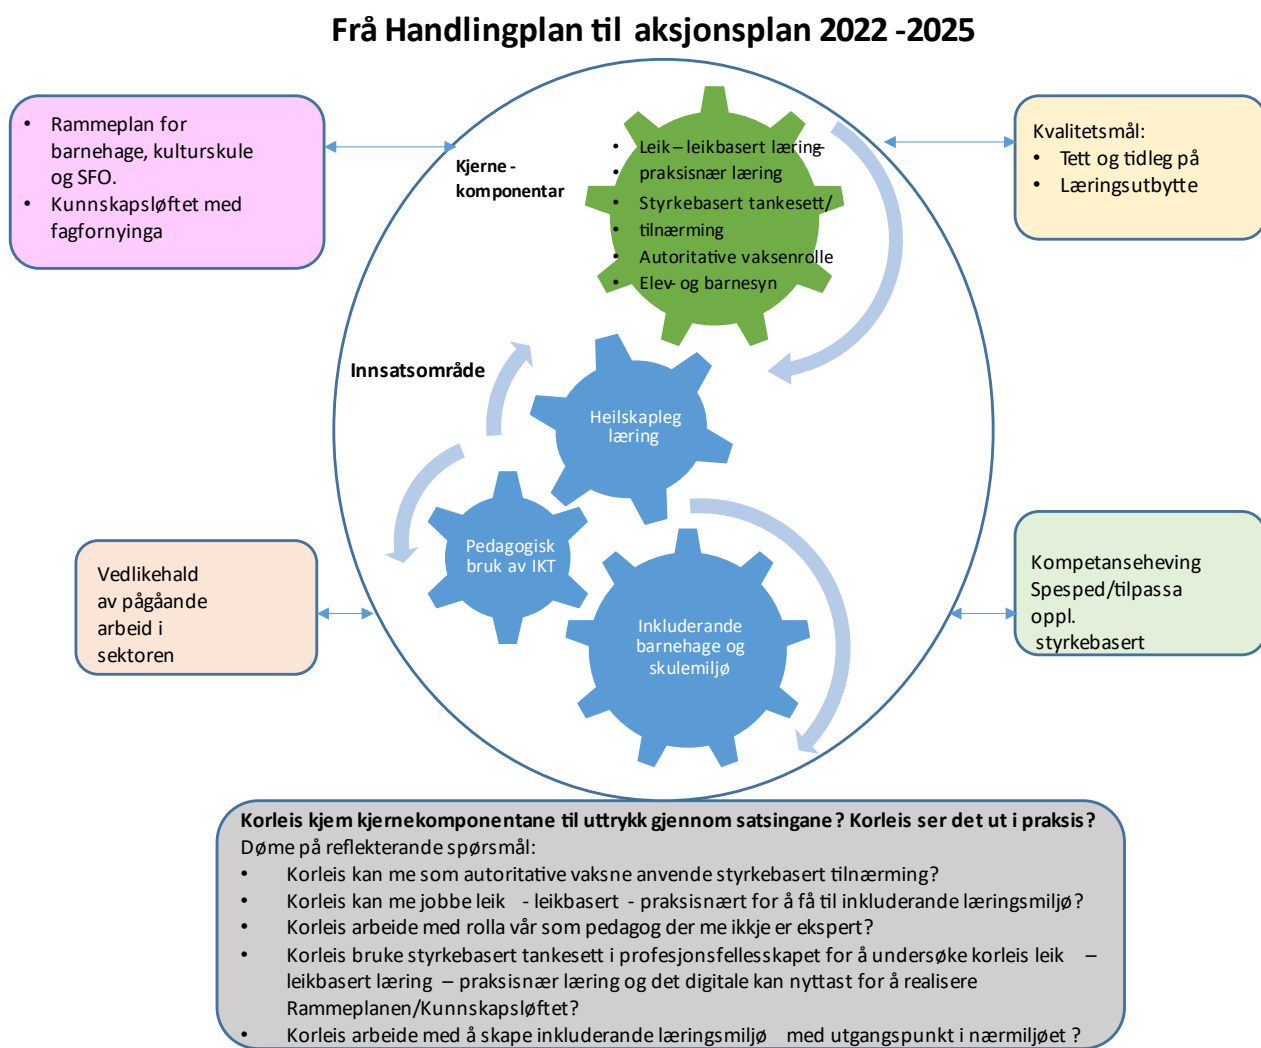 Frå Handlingplan til aksjonsplan 2022 -2025
• Rammeplan for
barnehage, kulturskule
og SFO.
• Kunnskapsløftet med
fagfornyinga
Kjerne -
komponentar
• Leik – leikbasert læring–
• praksisnær læring
• Styrkebasert tankesett/
• tilnærming
• Autoritative vaksenrolle
• Elev- og barnesyn
Kvalitetsmål:
• Tett og tidleg på
• Læringsutbytte
Innsatsområde
Heilskapleg
læring
Pedagogisk
bruk av IKT
Inkluderande
barnehage og
skulemiljø
Vedlikehald
av pågåande
arbeid i
sektoren
Kompetanseheving
Spesped/tilpassa
oppl.
styrkebasert
Korleis kjem kjernekomponentane til uttrykk gjennom satsingane? Korleis ser det ut i praksis?
Døme på reflekterande spørsmål:
• Korleis kan me som autoritative vaksne anvende styrkebasert tilnærming?
• Korleis kan me jobbe leik - leikbasert - praksisnært for å få til inkluderande læringsmiljø?
• Korleis arbeide med rolla vår som pedagog der me ikkje er ekspert?
• Korleis bruke styrkebasert tankesett i profesjonsfellesskapet for å undersøke korleis leik –
leikbasert læring – praksisnær læring og det digitale kan nyttast for å realisere
Rammeplanen/Kunnskapsløftet?
• Korleis arbeide med å skape inkluderande læringsmiljø med utgangspunkt i nærmiljøet ?